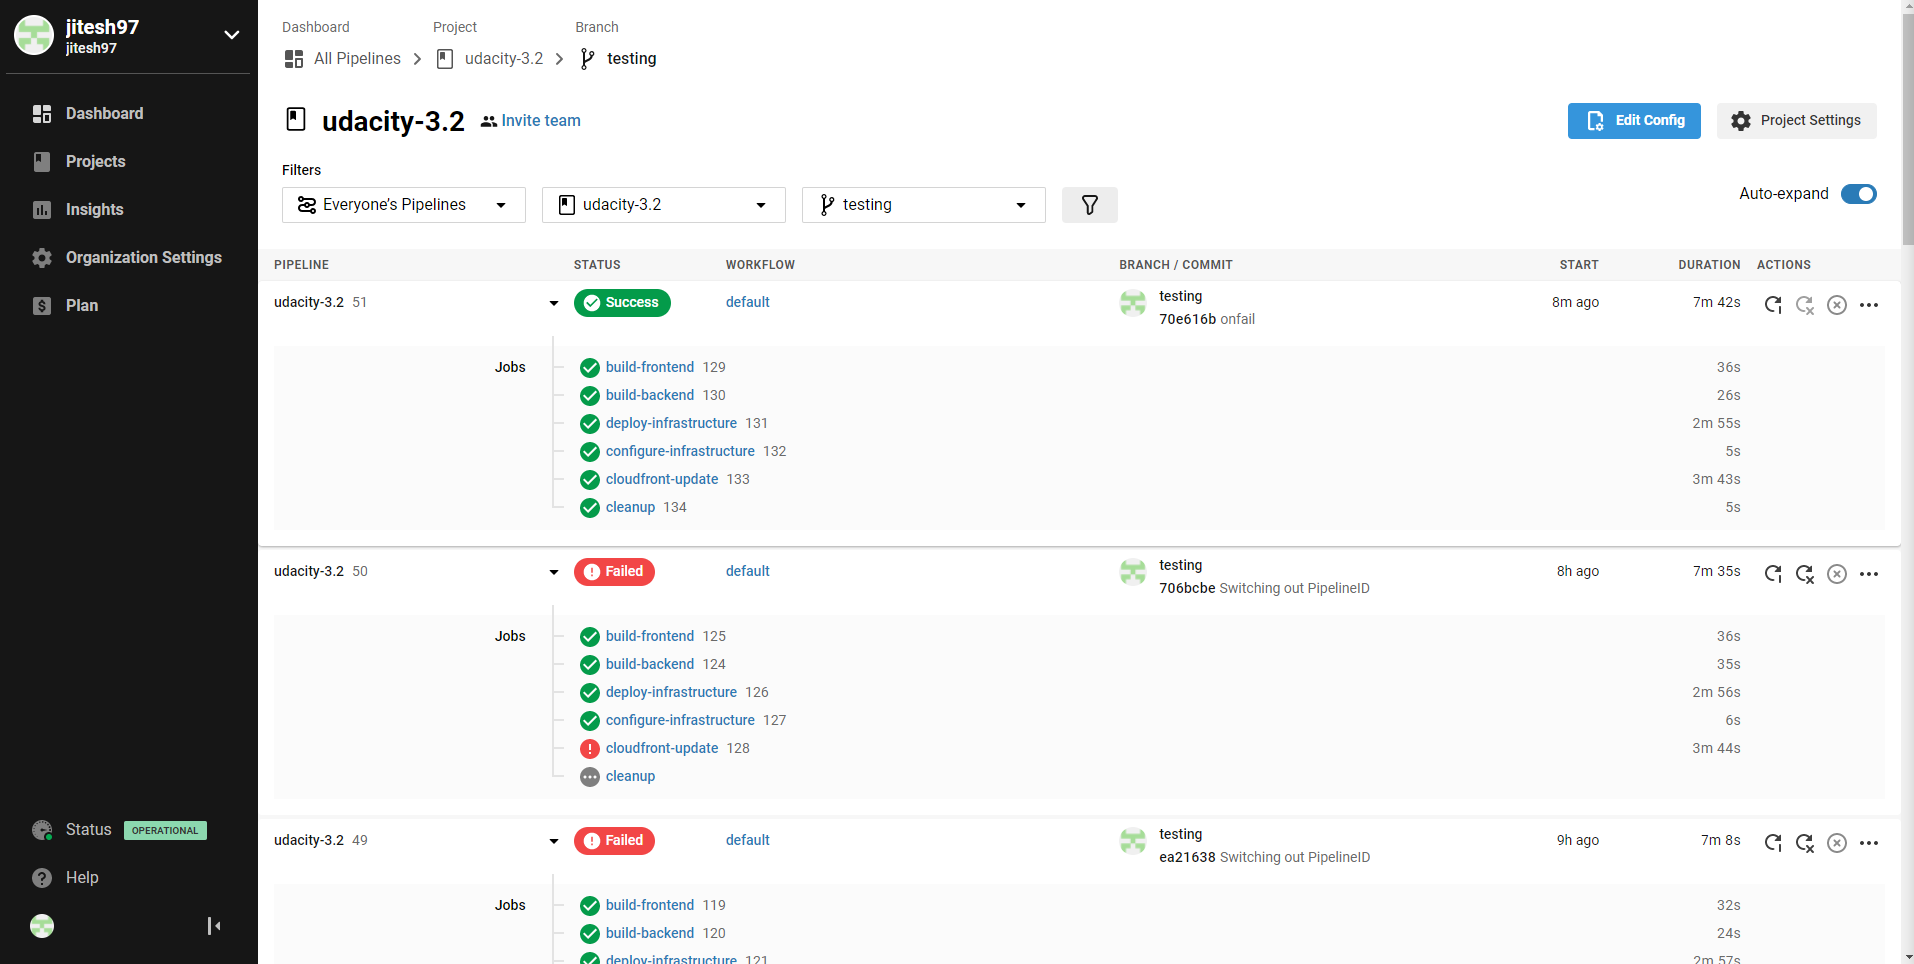 jitesh97
jitesh97
Dashboard
Projects
Insights
Organization Settings
Plan
Status OPERATIONAL
Help
Dashboard Project Branch
All Pipelines udacity-3.2 testing
udacity-3.2 Invite team
Edit Config Project Settings
Filters
Everyone's Pipelines udacity-3.2 testing
Auto-expand
PIPELINE STATUS WORKFLOW BRANCH / COMMIT START DURATION ACTIONS
udacity-3.2 51 Success default testing 8m ago 7m 42s
70e616b onfail
Jobs build-frontend 129 36s
build-backend 130 26s
deploy-infrastructure 131 2m 55s
configure-infrastructure 132 5s
cloudfront-update 133 3m 43s
cleanup 134 5s
udacity-3.2 50 Failed default testing 8h ago 7m 35s
706bcbe Switching out PipelineID
Jobs build-frontend 125 36s
build-backend 124 35s
deploy-infrastructure 126 2m 56s
configure-infrastructure 127 6s
cloudfront-update 128 3m 44s
cleanup
udacity-3.2 49 Failed default testing 9h ago 7m 8s
ea21638 Switching out PipelineID
Jobs build-frontend 119 32s
build-backend 120 24s
deploy-infrastructure 121 2m 57s